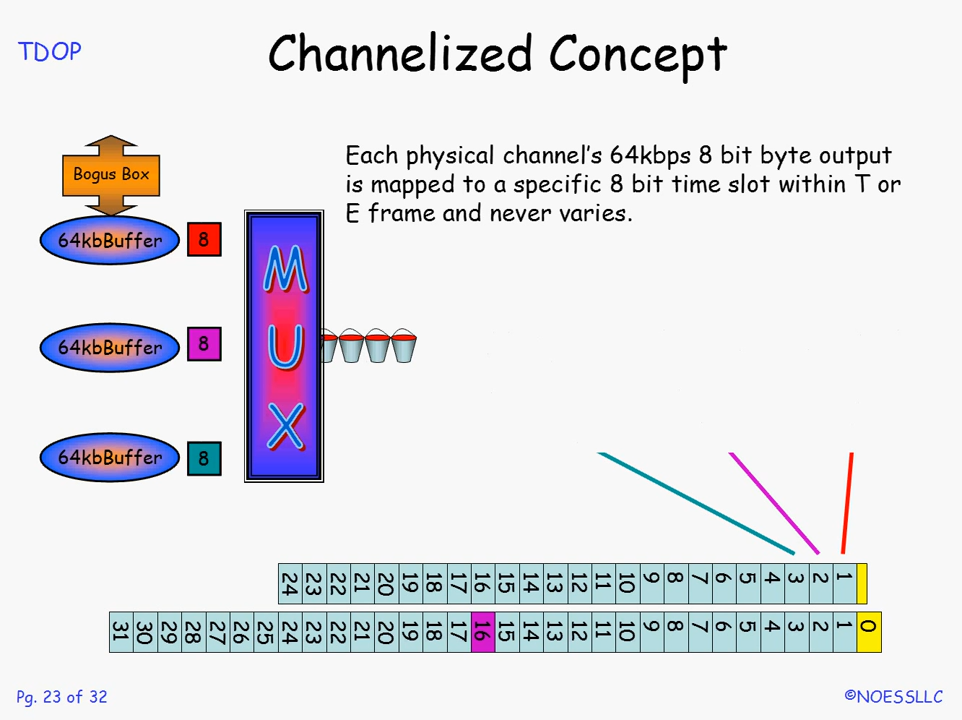 TDOP
Channelized Concept
Bogus Box
Each physical channel's 64kbps 8 bit byte output
is mapped to a specific 8 bit time slot within T or
E frame and never varies.
64kbBuffer 8
64kbBuffer 8
64kbBuffer 8
M
U
X
24 23 22 21 20 19 18 17 16 15 14 13 12 11 10 9 8 7 6 5 4 3 2 1
31 30 29 28 27 26 25 24 23 22 21 20 19 18 17 16 15 14 13 12 11 10 9 8 7 6 5 4 3 2 1 0
Pg. 23 of 32
©NOESSLLC